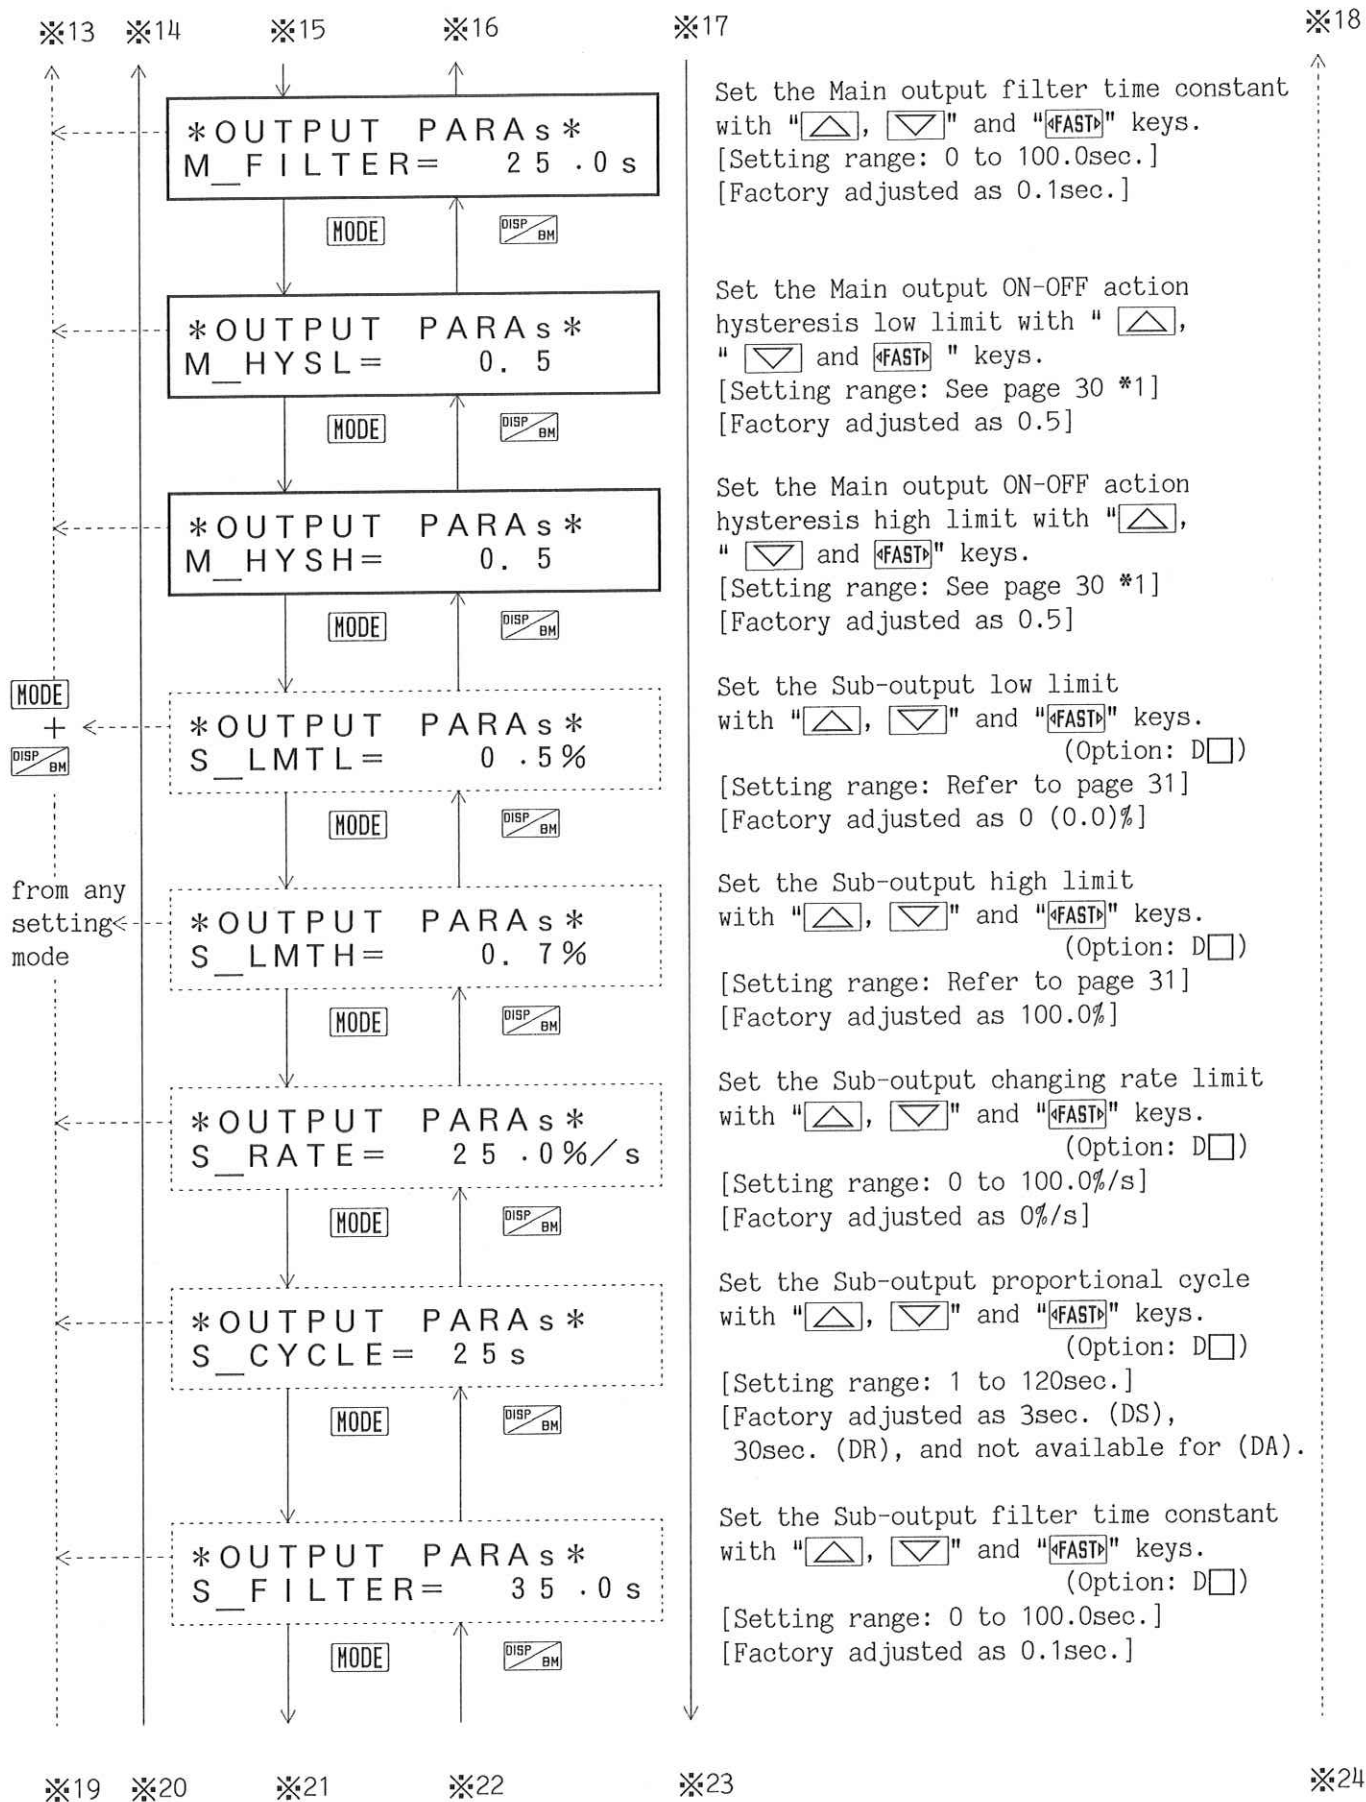 ※13 ※14 ※15 ※16 ※17 ※18
*OUTPUT PARAs*
M_FILTER= 25.0s
Set the Main output filter time constant
with "△, ▽" and "◁FAST▷" keys.
[Setting range: 0 to 100.0sec.]
[Factory adjusted as 0.1sec.]
MODE DISP/BM
*OUTPUT PARAs*
M_HYSL= 0.5
Set the Main output ON-OFF action
hysteresis low limit with " △,
" ▽ and ◁FAST▷ " keys.
[Setting range: See page 30 *1]
[Factory adjusted as 0.5]
MODE DISP/BM
*OUTPUT PARAs*
M_HYSH= 0.5
Set the Main output ON-OFF action
hysteresis high limit with "△,
" ▽ and ◁FAST▷" keys.
[Setting range: See page 30 *1]
[Factory adjusted as 0.5]
MODE DISP/BM
MODE
+
DISP/BM
*OUTPUT PARAs*
S_LMTL= 0.5%
Set the Sub-output low limit
with "△, ▽" and "◁FAST▷" keys.
(Option: D□)
[Setting range: Refer to page 31]
[Factory adjusted as 0 (0.0)%]
MODE DISP/BM
from any
setting
mode
*OUTPUT PARAs*
S_LMTH= 0.7%
Set the Sub-output high limit
with "△, ▽" and "◁FAST▷" keys.
(Option: D□)
[Setting range: Refer to page 31]
[Factory adjusted as 100.0%]
MODE DISP/BM
*OUTPUT PARAs*
S_RATE= 25.0%/s
Set the Sub-output changing rate limit
with "△, ▽" and "◁FAST▷" keys.
(Option: D□)
[Setting range: 0 to 100.0%/s]
[Factory adjusted as 0%/s]
MODE DISP/BM
*OUTPUT PARAs*
S_CYCLE= 25s
Set the Sub-output proportional cycle
with "△, ▽" and "◁FAST▷" keys.
(Option: D□)
[Setting range: 1 to 120sec.]
[Factory adjusted as 3sec. (DS),
30sec. (DR), and not available for (DA).
MODE DISP/BM
*OUTPUT PARAs*
S_FILTER= 35.0s
Set the Sub-output filter time constant
with "△, ▽" and "◁FAST▷" keys.
(Option: D□)
[Setting range: 0 to 100.0sec.]
[Factory adjusted as 0.1sec.]
MODE DISP/BM
※19 ※20 ※21 ※22 ※23 ※24